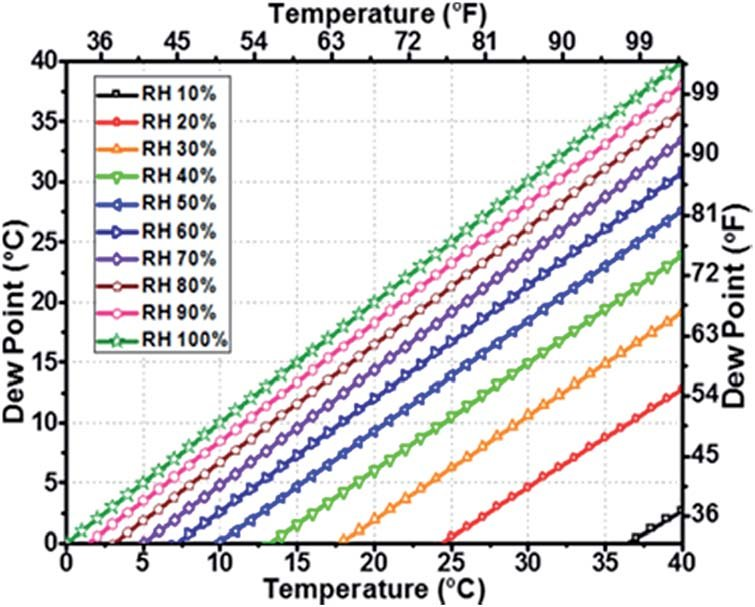 Temperature (°F)
36 45 54 63 72 81 90 99
Dew Point (°C)
40
35
30
25
20
15
10
5
0
RH 10%
RH 20%
RH 30%
RH 40%
RH 50%
RH 60%
RH 70%
RH 80%
RH 90%
RH 100%
99
90
81
72
63
54
45
36
Dew Point (°F)
0 5 10 15 20 25 30 35 40
Temperature (°C)